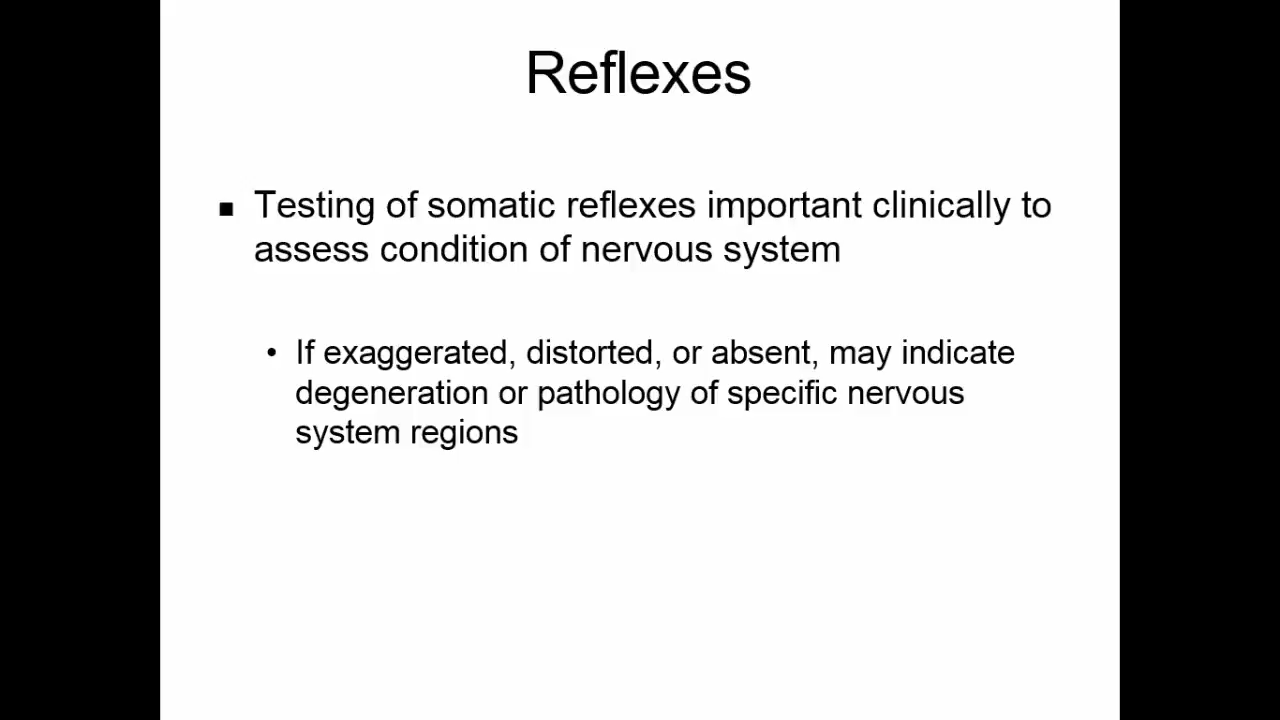 Reflexes
▪ Testing of somatic reflexes important clinically to
assess condition of nervous system
• If exaggerated, distorted, or absent, may indicate
degeneration or pathology of specific nervous
system regions